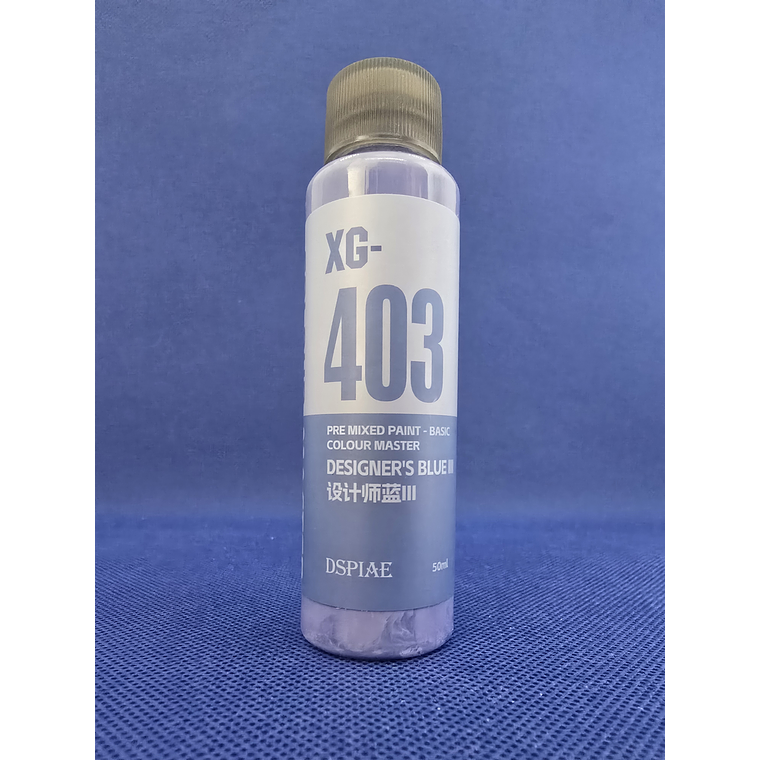 XG-
403
PRE MIXED PAINT - BASIC
COLOUR MASTER
DESIGNER'S BLUE III
设计师蓝III
DSPIAE
50ml